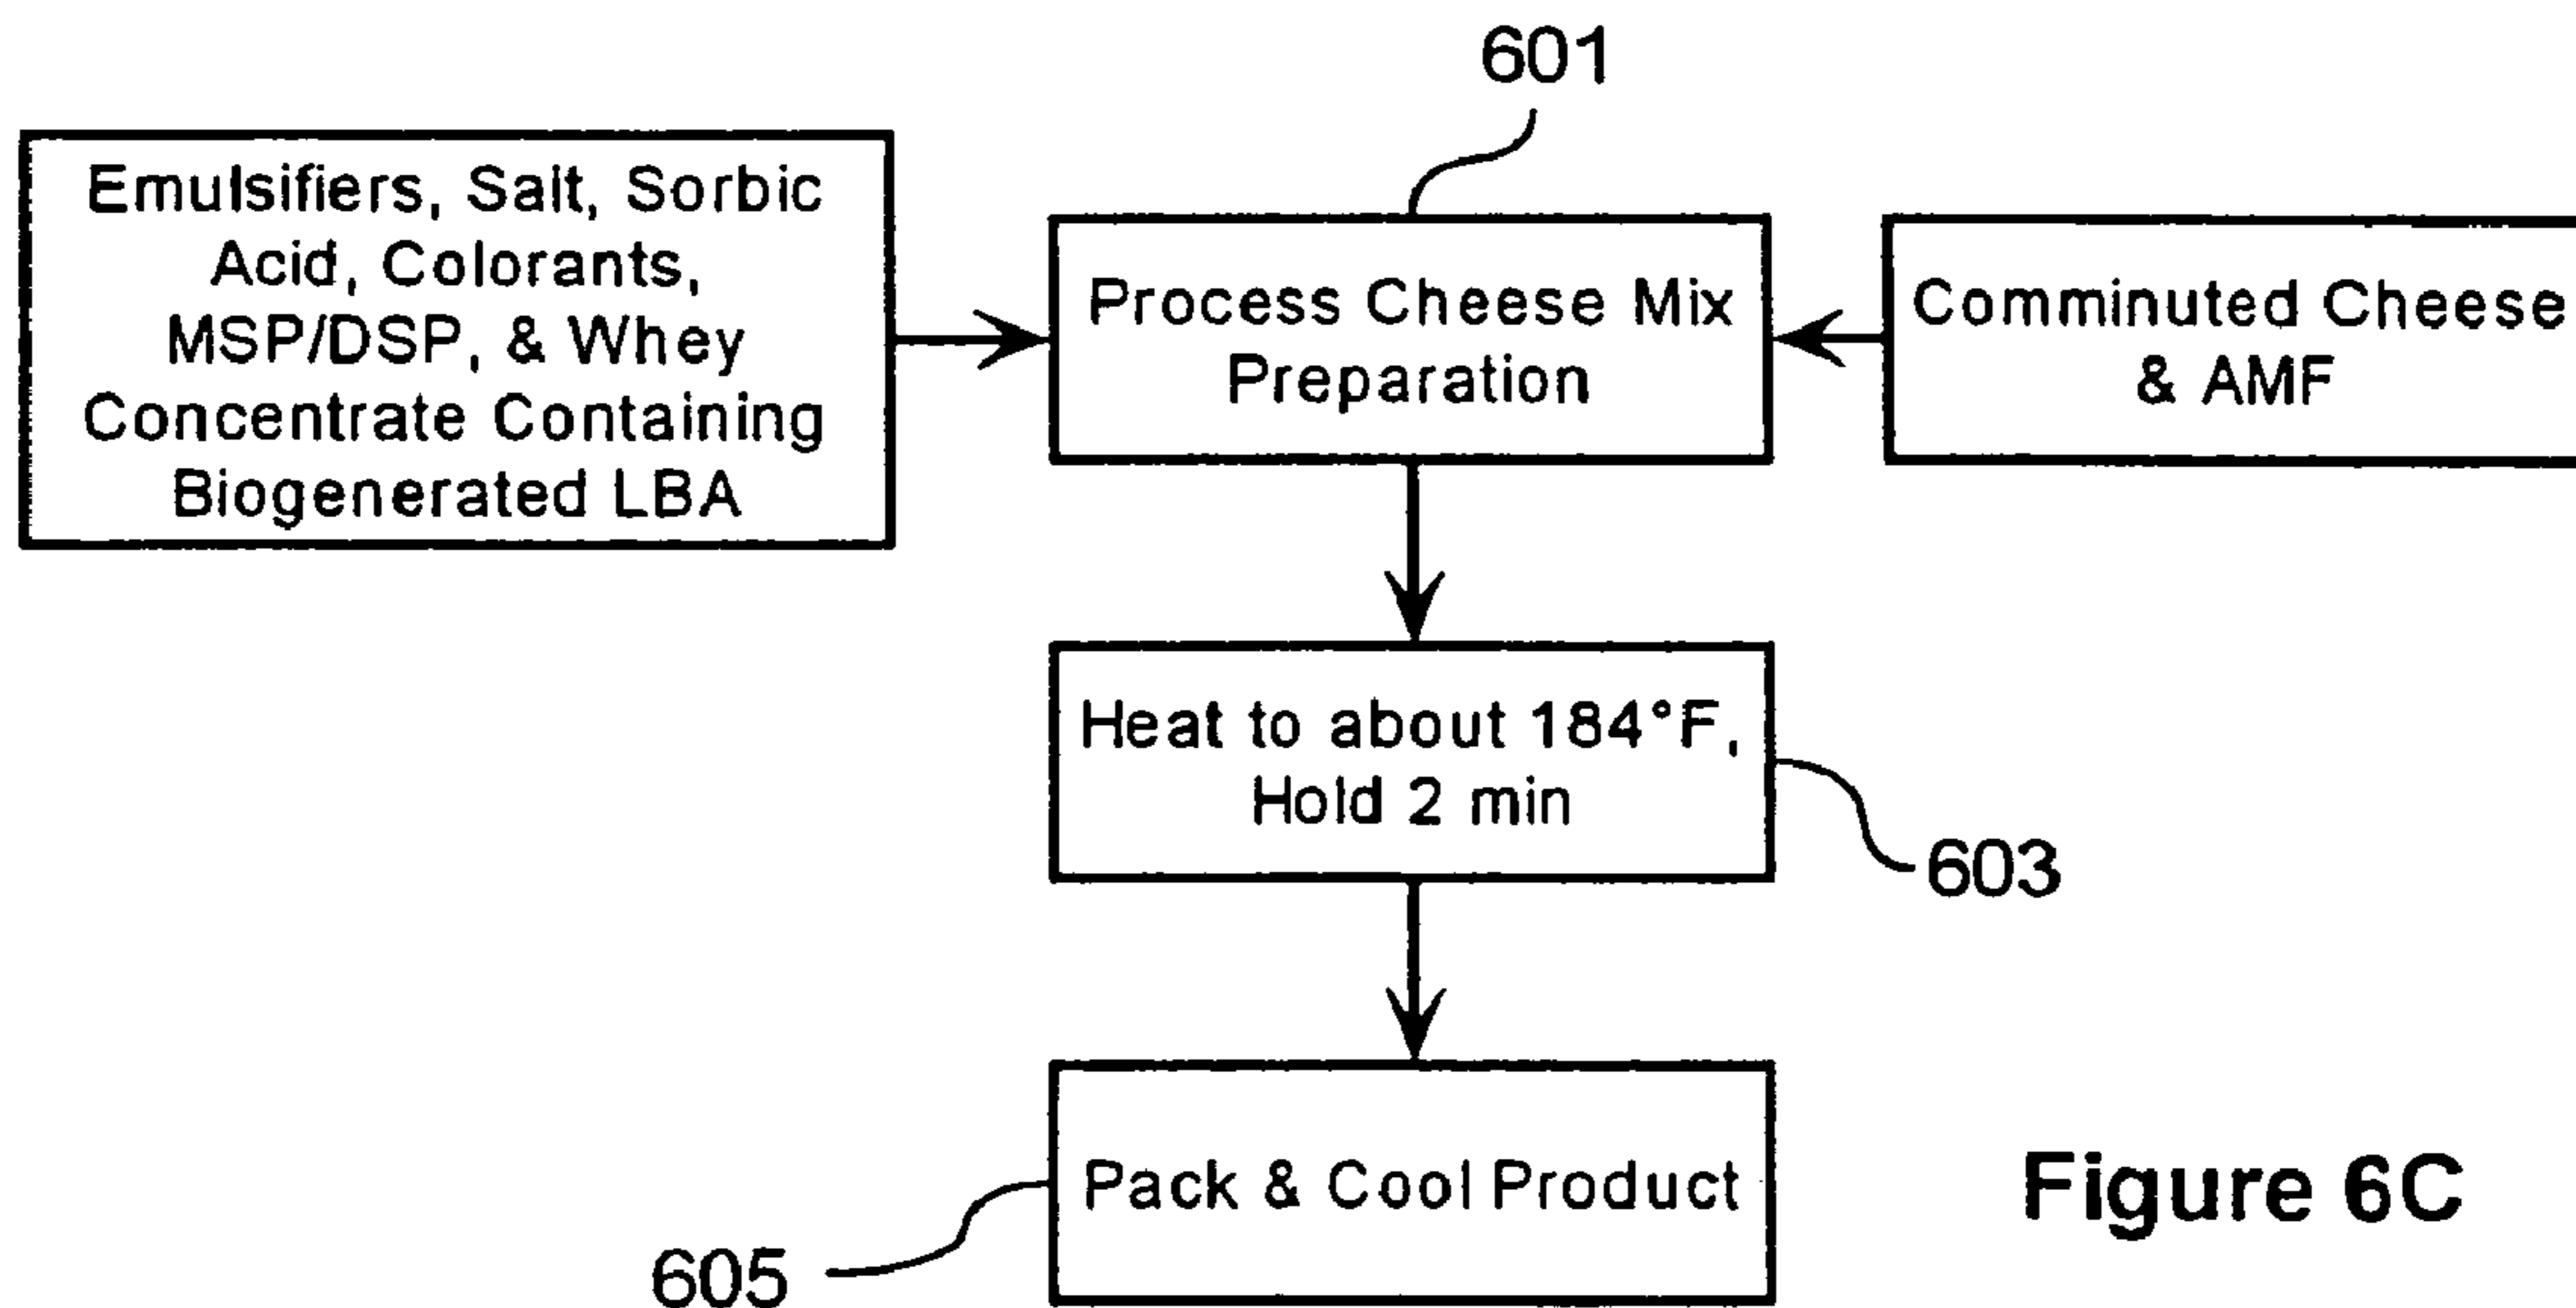 601
Emulsifiers, Salt, Sorbic
Acid, Colorants,
MSP/DSP, & Whey
Concentrate Containing
Biogenerated LBA
Process Cheese Mix
Preparation
Comminuted Cheese
& AMF
Heat to about 184°F,
Hold 2 min
603
Pack & Cool Product
605
Figure 6C